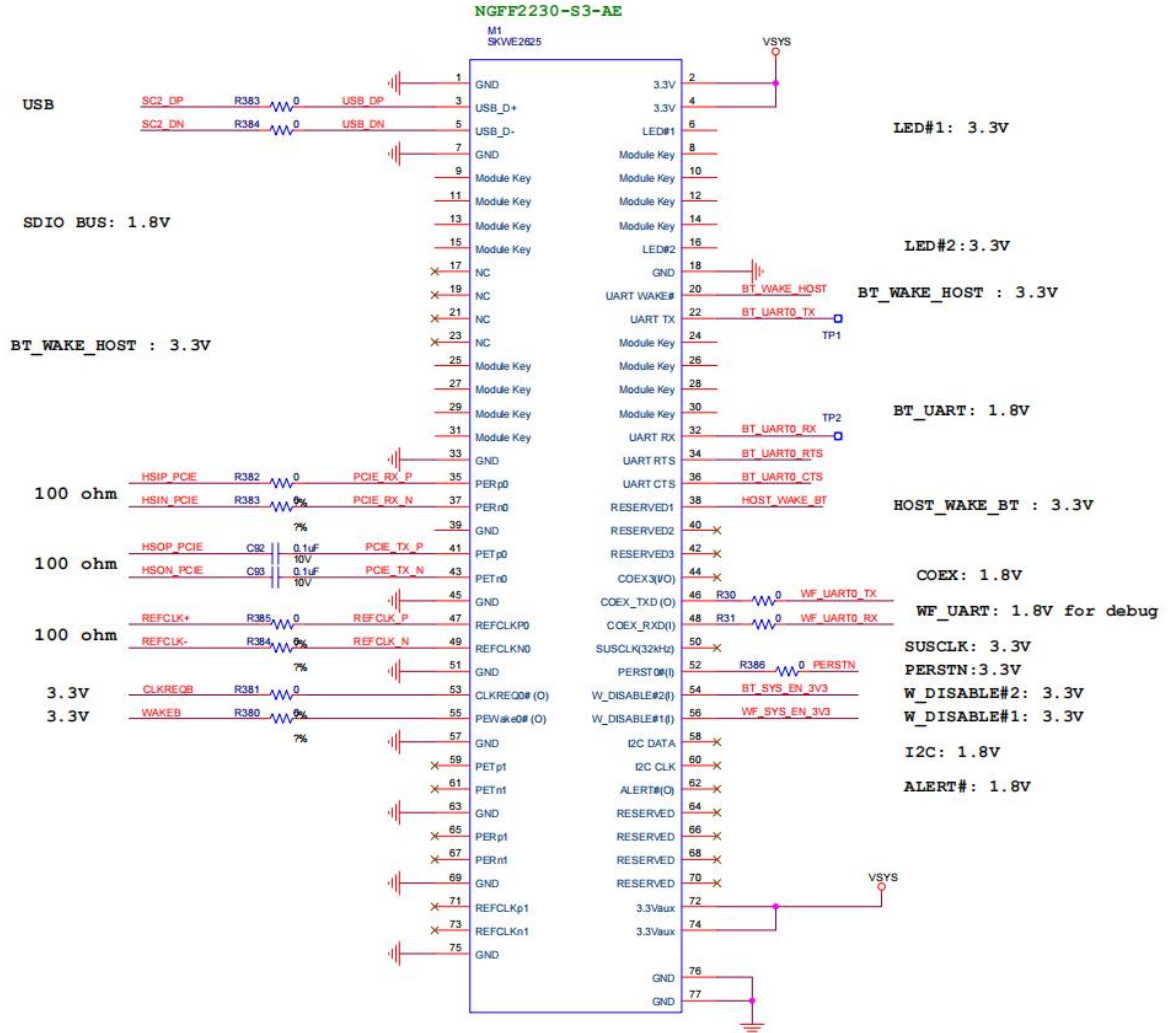 NGFF2230-S3-AE
M1
SKWE2625
VSYS
1 GND 3.3V 2
USB SC2_DP R383 0 USB_DP 3 USB_D+ 3.3V 4
SC2_DN R384 0 USB_DN 5 USB_D- LED#1 6 LED#1: 3.3V
7 GND Module Key 8
9 Module Key Module Key 10
11 Module Key Module Key 12
SDIO BUS: 1.8V 13 Module Key Module Key 14
15 Module Key LED#2 16 LED#2:3.3V
17 NC GND 18
19 NC UART WAKE# 20 BT_WAKE_HOST BT_WAKE_HOST : 3.3V
21 NC UART TX 22 BT_UART0_TX
TP1
BT_WAKE_HOST : 3.3V 23 NC Module Key 24
25 Module Key Module Key 26
27 Module Key Module Key 28
29 Module Key Module Key 30 BT_UART: 1.8V
TP2
31 Module Key UART RX 32 BT_UART0_RX
33 GND UART RTS 34 BT_UART0_RTS
HSIP_PCIE R382 0 PCIE_RX_P 35 PERp0 UART CTS 36 BT_UART0_CTS
100 ohm
HSIN_PCIE R383 0 PCIE_RX_N 37 PERn0 RESERVED1 38 HOST_WAKE_BT HOST_WAKE_BT : 3.3V
?%
?%
39 GND RESERVED2 40
HSOP_PCIE C92 0.1uF 10V PCIE_TX_P 41 PETp0 RESERVED3 42
100 ohm
HSON_PCIE C93 0.1uF 10V PCIE_TX_N 43 PETn0 COEX3(I/O) 44 COEX: 1.8V
45 GND COEX_TXD (O) 46 R30 0 WF_UART0_TX
WF_UART: 1.8V for debug
REFCLK+ R385 0 REFCLK_P 47 REFCLKP0 COEX_RXD(I) 48 R31 0 WF_UART0_RX
100 ohm
REFCLK- R384 0 REFCLK_N 49 REFCLKN0 SUSCLK(32kHz) 50 SUSCLK: 3.3V
?%
?%
51 GND PERST0#(I) 52 R386 0 PERSTN PERSTN:3.3V
3.3V CLKREQB R381 0 53 CLKREQ0# (O) W_DISABLE#2(I) 54 BT_SYS_EN_3V3 W_DISABLE#2: 3.3V
3.3V WAKEB R380 0 55 PEWake0# (O) W_DISABLE#1(I) 56 WF_SYS_EN_3V3 W_DISABLE#1: 3.3V
?%
?%
57 GND I2C DATA 58 I2C: 1.8V
59 PETp1 I2C CLK 60
61 PETn1 ALERT#(O) 62 ALERT#: 1.8V
63 GND RESERVED 64
65 PERp1 RESERVED 66
67 PERn1 RESERVED 68
69 GND RESERVED 70
VSYS
71 REFCLKp1 3.3Vaux 72
73 REFCLKn1 3.3Vaux 74
75 GND
GND 76
GND 77